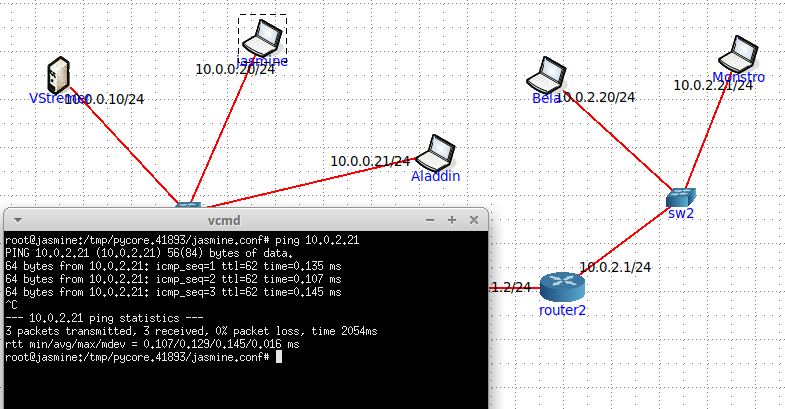 Jasmine
10.0.0.20/24
VStremer
10.0.0.10/24
Monstro
10.0.2.21/24
Bela
10.0.2.20/24
10.0.0.21/24
Aladdin
sw2
10.0.2.1/24
1.2/24
router2
vcmd
root@jasmine:/tmp/pycore.41893/jasmine.conf# ping 10.0.2.21
PING 10.0.2.21 (10.0.2.21) 56(84) bytes of data.
64 bytes from 10.0.2.21: icmp_seq=1 ttl=62 time=0.135 ms
64 bytes from 10.0.2.21: icmp_seq=2 ttl=62 time=0.107 ms
64 bytes from 10.0.2.21: icmp_seq=3 ttl=62 time=0.145 ms
^C
--- 10.0.2.21 ping statistics ---
3 packets transmitted, 3 received, 0% packet loss, time 2054ms
rtt min/avg/max/mdev = 0.107/0.129/0.145/0.016 ms
root@jasmine:/tmp/pycore.41893/jasmine.conf#